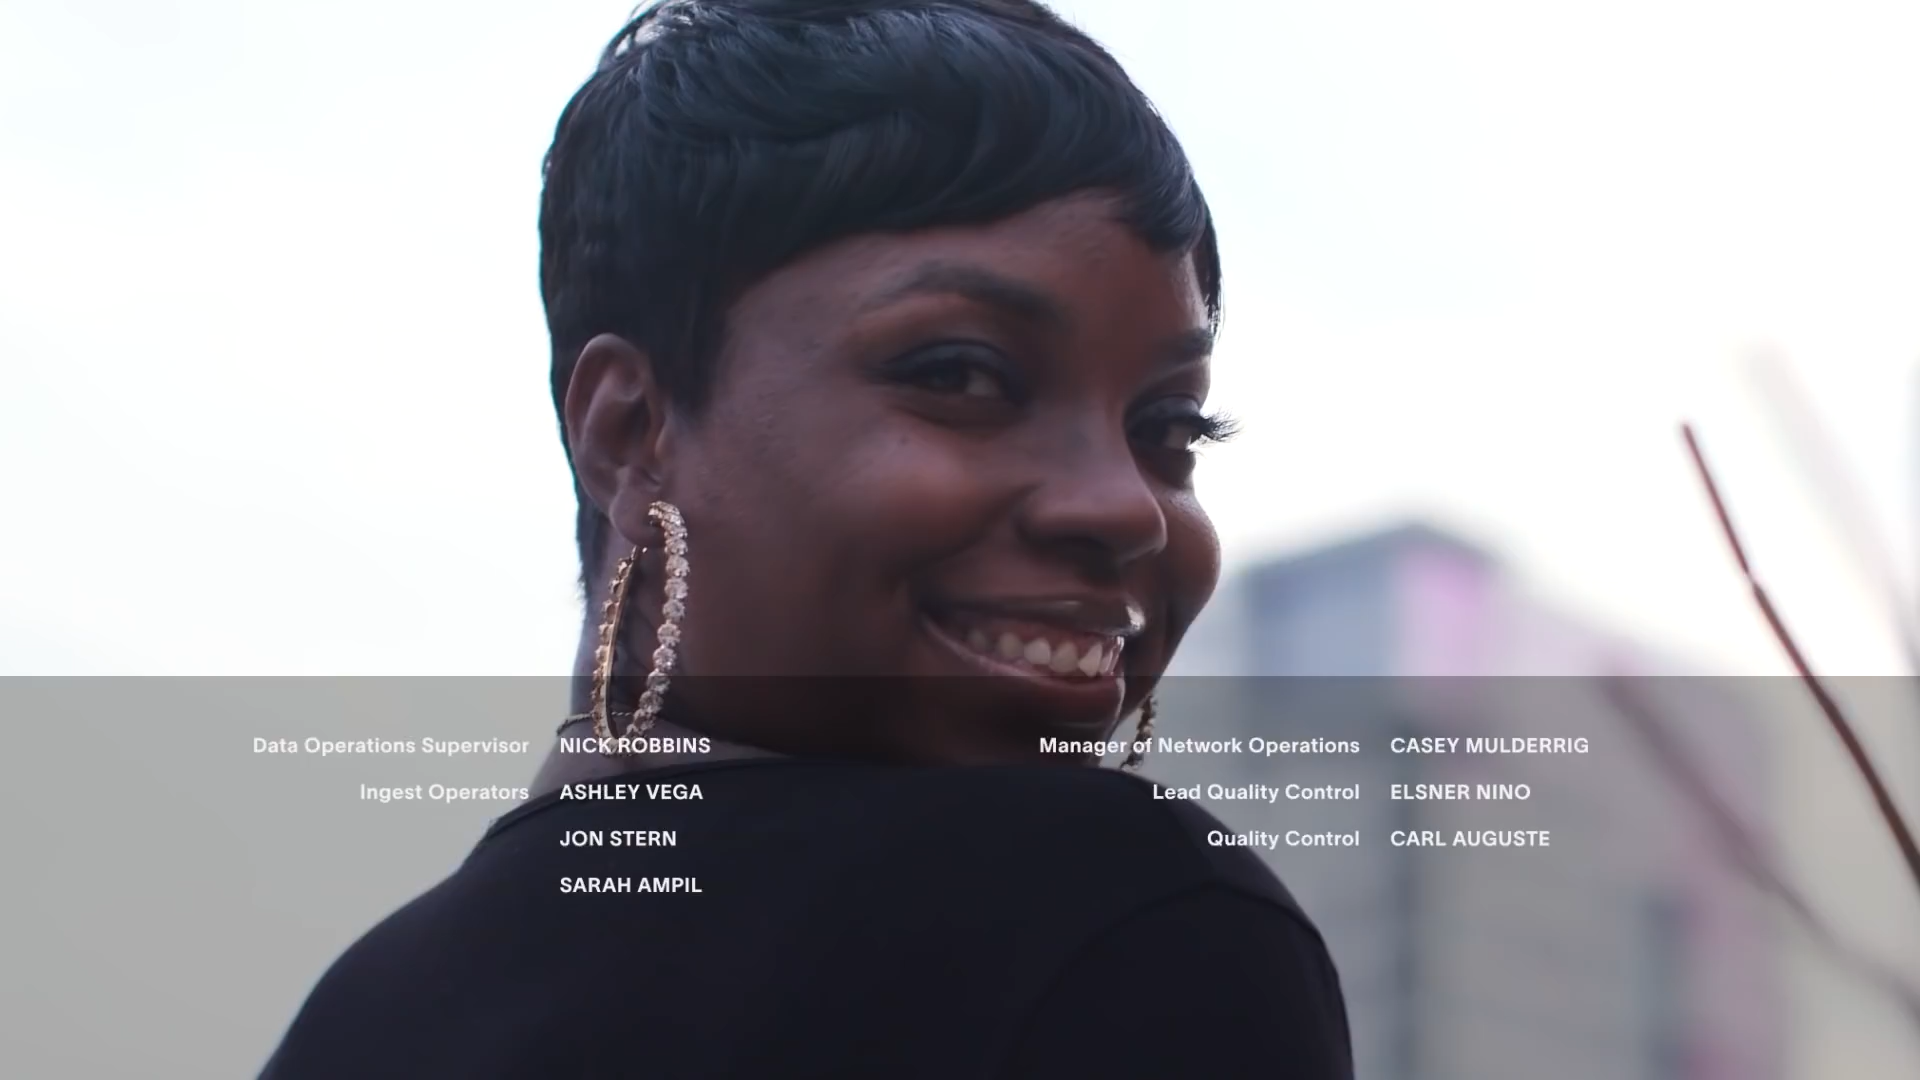 Data Operations Supervisor NICK ROBBINS
Ingest Operators ASHLEY VEGA
JON STERN
SARAH AMPIL
Manager of Network Operations CASEY MULDERRIG
Lead Quality Control ELSNER NINO
Quality Control CARL AUGUSTE